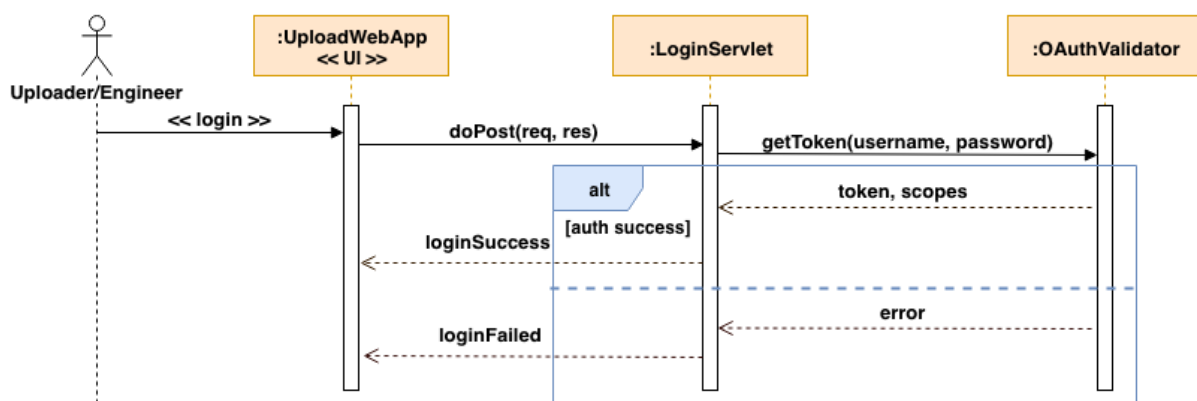 :UploadWebApp
<< UI >>
:LoginServlet
:OAuthValidator
Uploader/Engineer
<< login >>
doPost(req, res)
getToken(username, password)
alt
token, scopes
[auth success]
loginSuccess
error
loginFailed